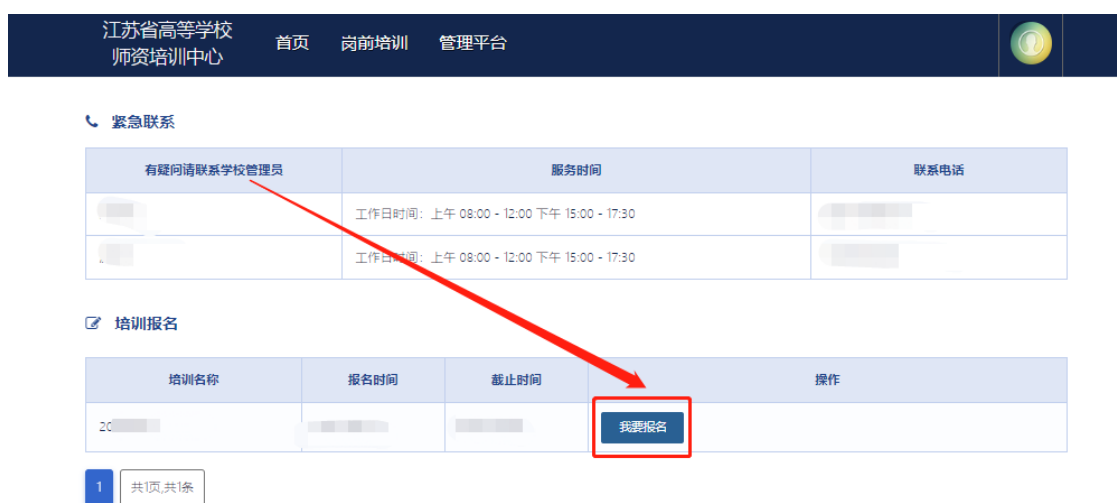 江苏省高等学校
师资培训中心
首页 岗前培训 管理平台
紧急联系
有疑问请联系学校管理员 服务时间 联系电话
工作日时间：上午 08:00 - 12:00 下午 15:00 - 17:30
工作日时间：上午 08:00 - 12:00 下午 15:00 - 17:30
培训报名
培训名称 报名时间 截止时间 操作
20 我要报名
1 共1页,共1条